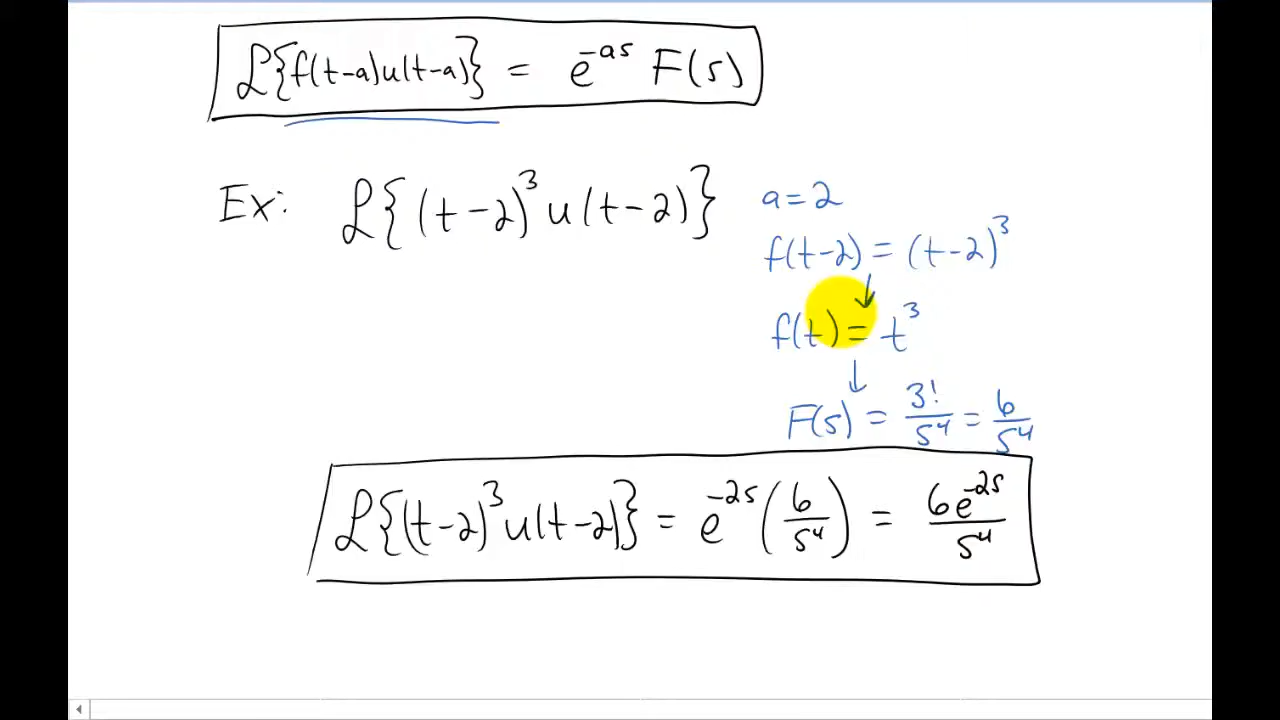 ℒ{f(t-a)u(t-a)} = e^{-as} F(s)
Ex: ℒ{(t-2)^3 u(t-2)}
a=2
f(t-2) = (t-2)^3
↓
f(t) = t^3
↓
F(s) = 3!/s^4 = 6/s^4
ℒ{(t-2)^3 u(t-2)} = e^{-2s}(6/s^4) = 6e^{-2s}/s^4